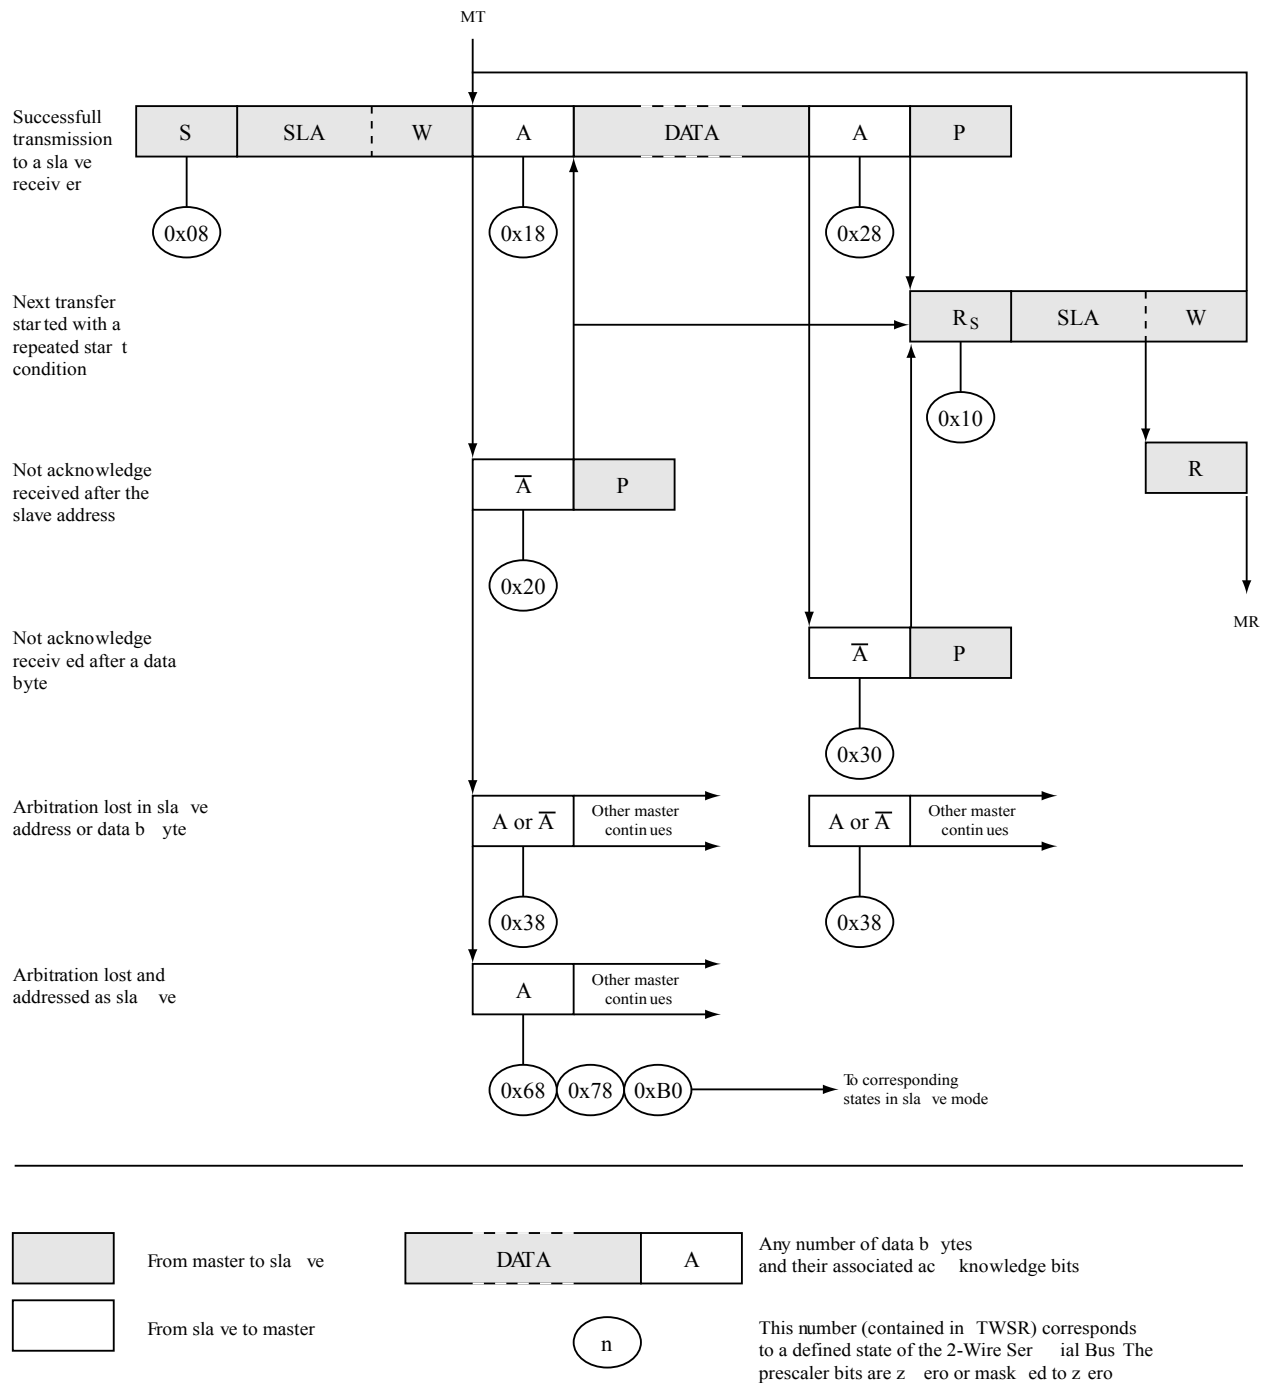 MT
Successfull
transmission
to a sla ve
receiv er
S SLA W A DATA A P
0x08 0x18 0x28
Next transfer
star ted with a
repeated star t
condition
RS SLA W
0x10
Not acknowledge
received after the
slave address
A̅ P
R
0x20
MR
Not acknowledge
receiv ed after a data
byte
A̅ P
0x30
Arbitration lost in sla ve
address or data b yte
A or A̅ Other master
contin ues
A or A̅ Other master
contin ues
0x38 0x38
Arbitration lost and
addressed as sla ve
A Other master
contin ues
0x68 0x78 0xB0
To corresponding
states in sla ve mode
From master to sla ve
DATA A
Any number of data b ytes
and their associated ac knowledge bits
From sla ve to master
n
This number (contained in TWSR) corresponds
to a defined state of the 2-Wire Ser ial Bus The
prescaler bits are z ero or mask ed to z ero